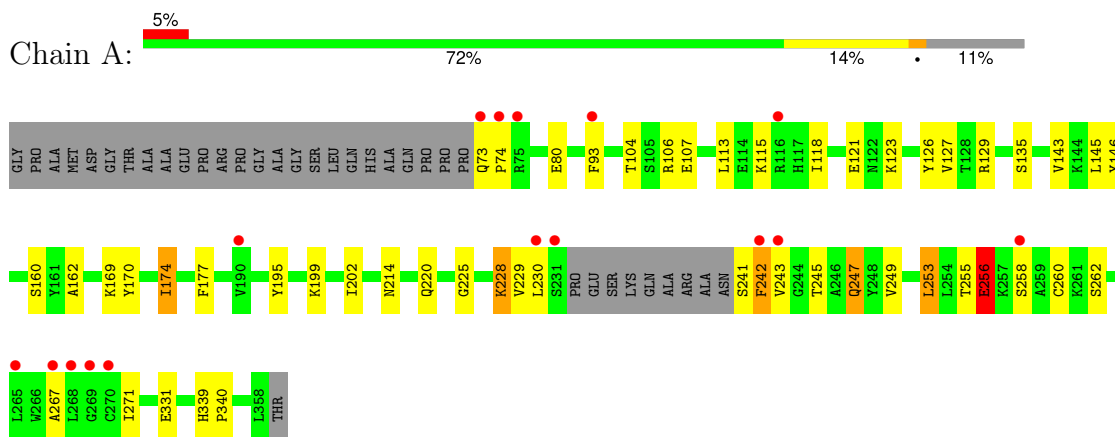 5%
Chain A:
72% 14% • 11%
GLY PRO ALA MET ASP GLY THR ALA ALA GLU PRO ARG PRO GLY ALA GLY SER LEU GLN HIS ALA GLN PRO PRO PRO Q73 P74 R75 E80 F93 T104 S105 R106 E107 L113 E114 K115 R116 H117 I118 E121 N122 K123 Y126 V127 T128 R129 S135 V143 K144 L145 Y146
S160 Y161 A162 K169 Y170 I174 F177 V190 Y195 K199 I202 N214 Q220 G225 K228 V229 L230 S231 PRO GLU SER LYS GLN ALA ARG ALA ASN S241 F242 V243 G244 T245 A246 Q247 Y248 V249 L253 L254 T255 E256 K257 S258 A259 C260 K261 S262
L265 W266 A267 L268 G269 C270 I271 E331 H339 P340 L358 THR